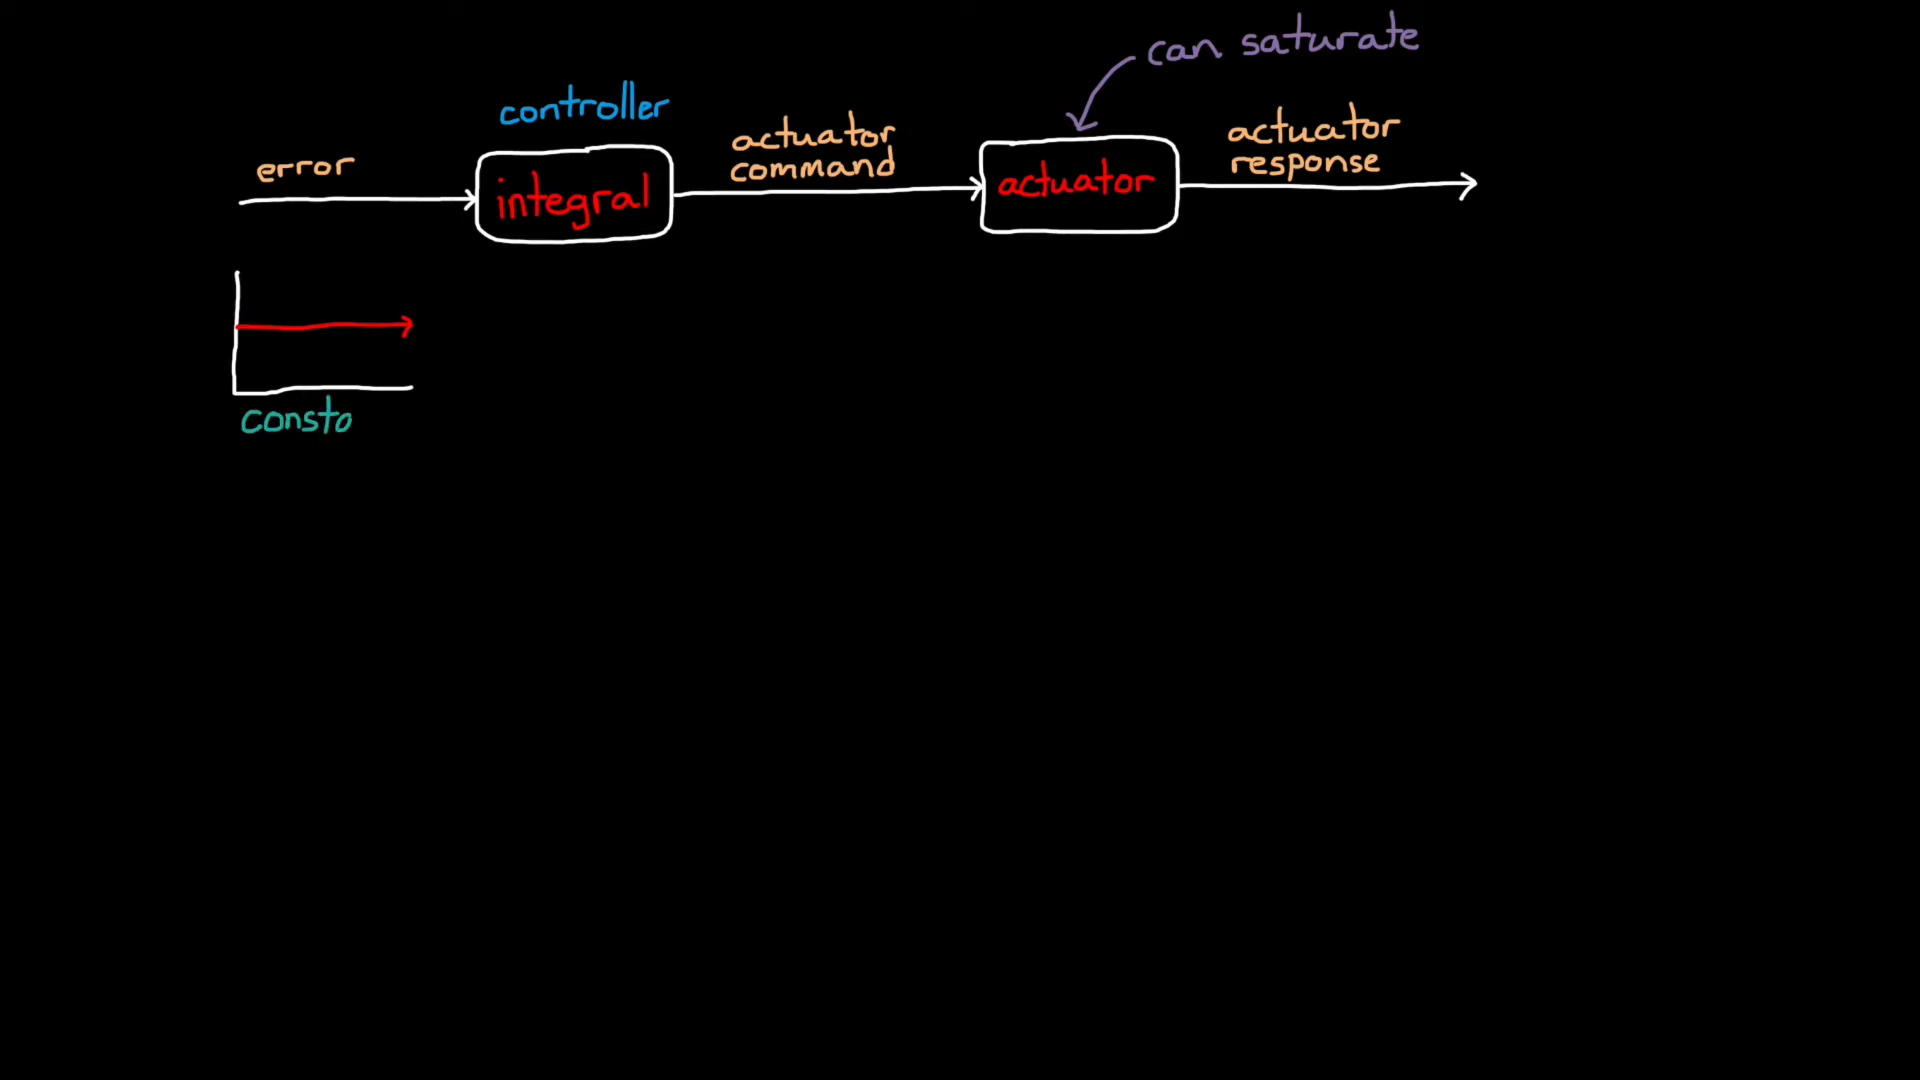 can saturate
controller
actuator
command
actuator
response
error
integral
actuator
consta